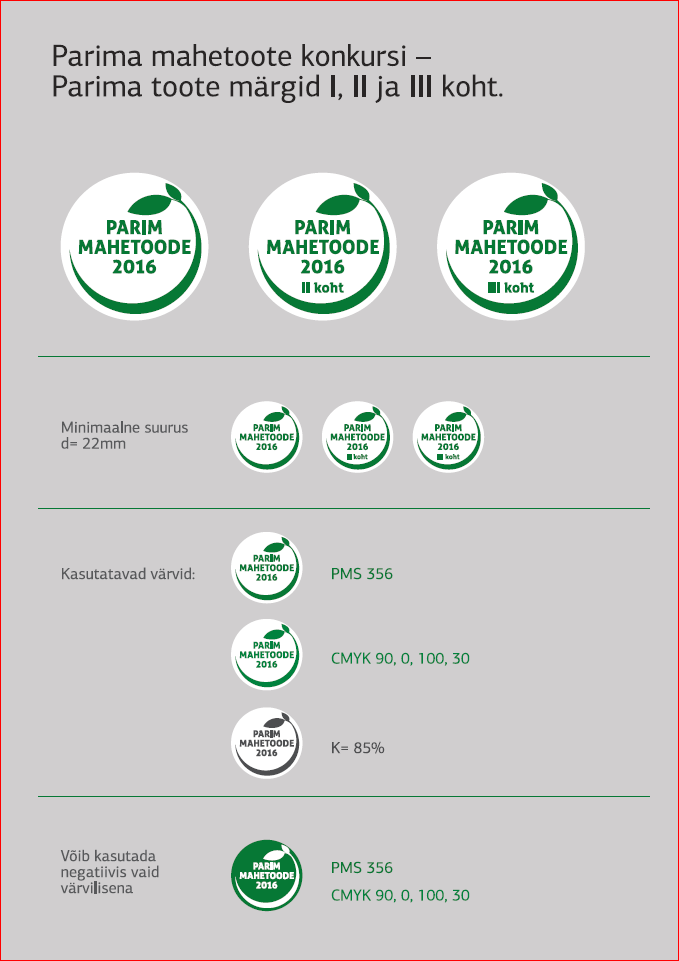 Parima mahetoote konkursi –
Parima toote märgid I, II ja III koht.
PARIM
MAHETOODE
2016
PARIM
MAHETOODE
2016
II koht
PARIM
MAHETOODE
2016
III koht
Minimaalne suurus
d= 22mm
PARIM
MAHETOODE
2016
PARIM
MAHETOODE
2016
II koht
PARIM
MAHETOODE
2016
III koht
Kasutatavad värvid:
PARIM
MAHETOODE
2016
PMS 356
PARIM
MAHETOODE
2016
CMYK 90, 0, 100, 30
PARIM
MAHETOODE
2016
K= 85%
Võib kasutada
negatiivis vaid
värvilisena
PARIM
MAHETOODE
2016
PMS 356
CMYK 90, 0, 100, 30